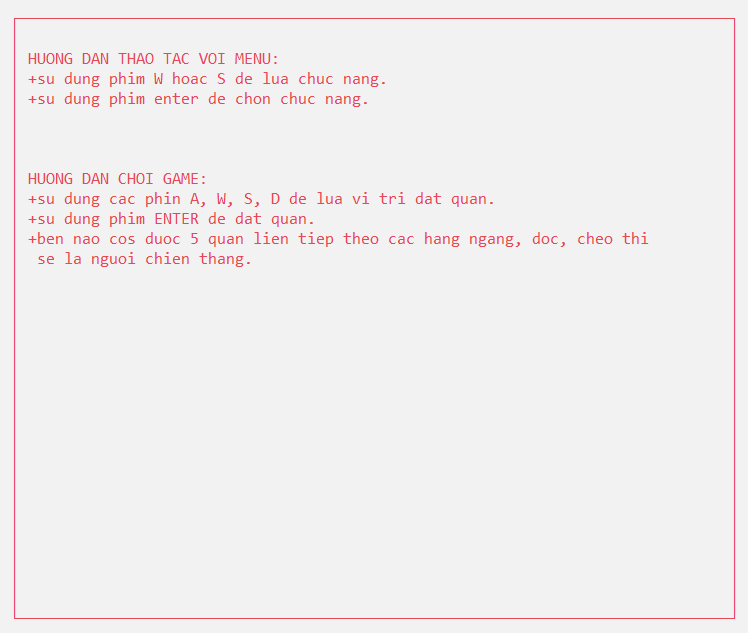 HUONG DAN THAO TAC VOI MENU:
+su dung phim W hoac S de lua chuc nang.
+su dung phim enter de chon chuc nang.
HUONG DAN CHOI GAME:
+su dung cac phin A, W, S, D de lua vi tri dat quan.
+su dung phim ENTER de dat quan.
+ben nao cos duoc 5 quan lien tiep theo cac hang ngang, doc, cheo thi
se la nguoi chien thang.